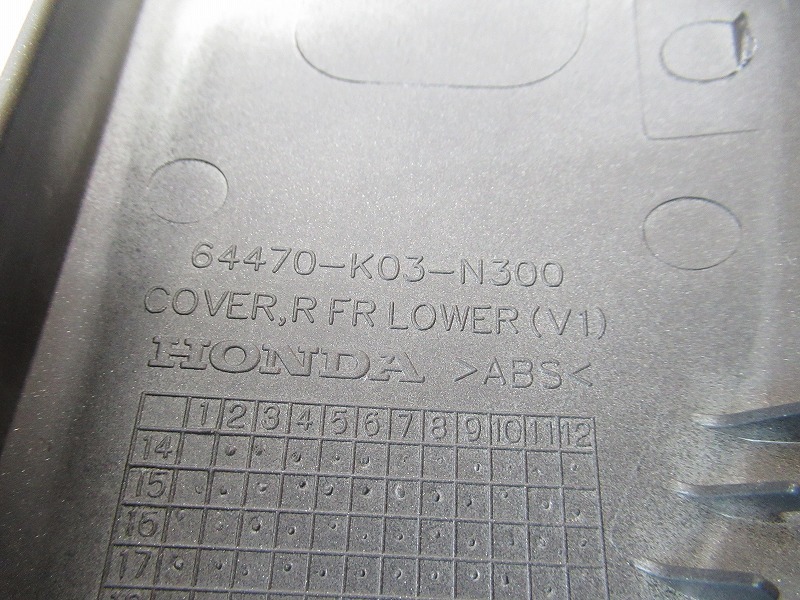 64470-K03-N300
COVER,R FR LOWER(V1)
HONDA >ABS<
1 2 3 4 5 6 7 8 9 10 11 12
14
15
16
17